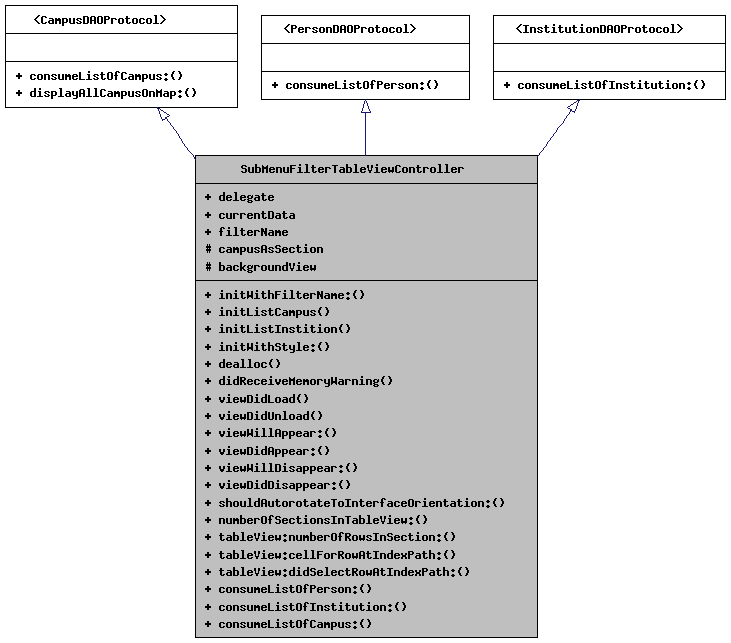 <CampusDAOProtocol>
+ consumeListOfCampus:()
+ displayAllCampusOnMap:()
<PersonDAOProtocol>
+ consumeListOfPerson:()
<InstitutionDAOProtocol>
+ consumeListOfInstitution:()
SubMenuFilterTableViewController
+ delegate
+ currentData
+ filterName
# campusAsSection
# backgroundView
+ initWithFilterName:()
+ initListCampus()
+ initListInstition()
+ initWithStyle:()
+ dealloc()
+ didReceiveMemoryWarning()
+ viewDidLoad()
+ viewDidUnload()
+ viewWillAppear:()
+ viewDidAppear:()
+ viewWillDisappear:()
+ viewDidDisappear:()
+ shouldAutorotateToInterfaceOrientation:()
+ numberOfSectionsInTableView:()
+ tableView:numberOfRowsInSection:()
+ tableView:cellForRowAtIndexPath:()
+ tableView:didSelectRowAtIndexPath:()
+ consumeListOfPerson:()
+ consumeListOfInstitution:()
+ consumeListOfCampus:()